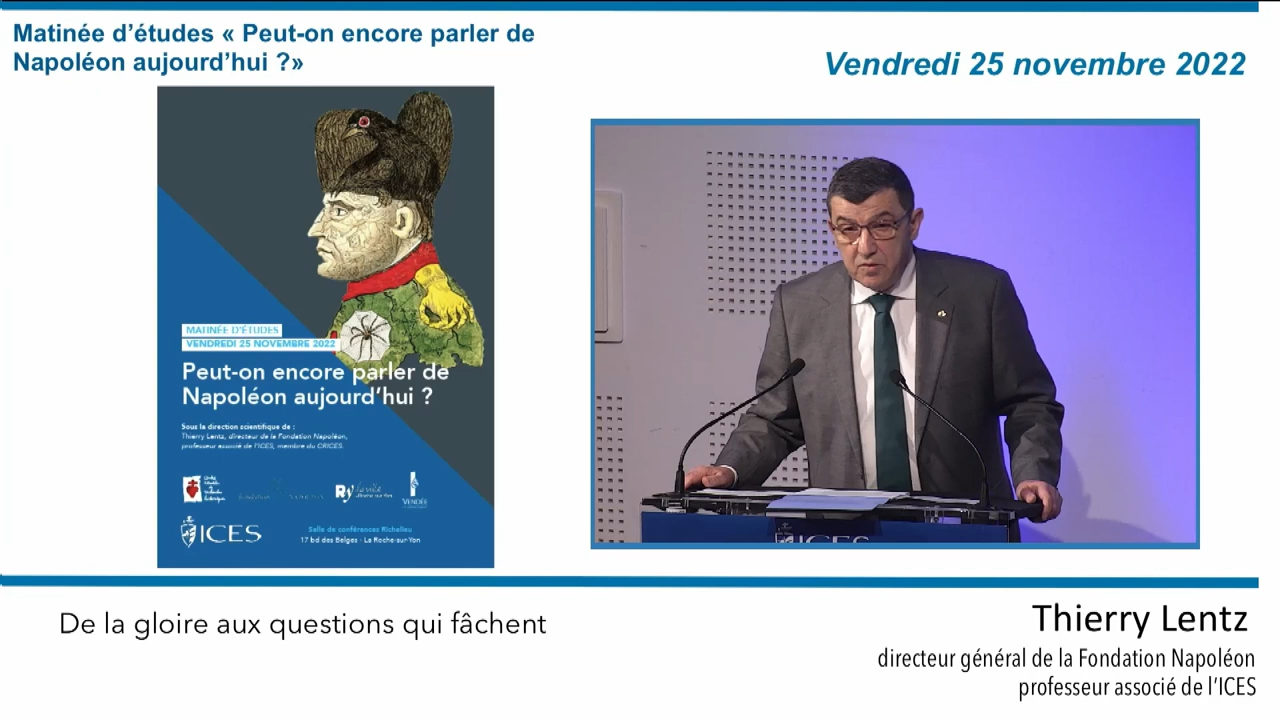 Matinée d'études « Peut-on encore parler de
Napoléon aujourd'hui ?»
Vendredi 25 novembre 2022
MATINÉE D'ÉTUDES
VENDREDI 25 NOVEMBRE 2022
Peut-on encore parler de
Napoléon aujourd'hui ?
Sous la direction scientifique de :
Thierry Lentz, directeur de la Fondation Napoléon,
professeur associé de l'ICES, membre du CRICES.
Ry la ville
VENDÉE
ICES
Salle de conférences Richelieu
17 bd des Belges - La Roche-sur-Yon
ICES
De la gloire aux questions qui fâchent
Thierry Lentz
directeur général de la Fondation Napoléon
professeur associé de l'ICES